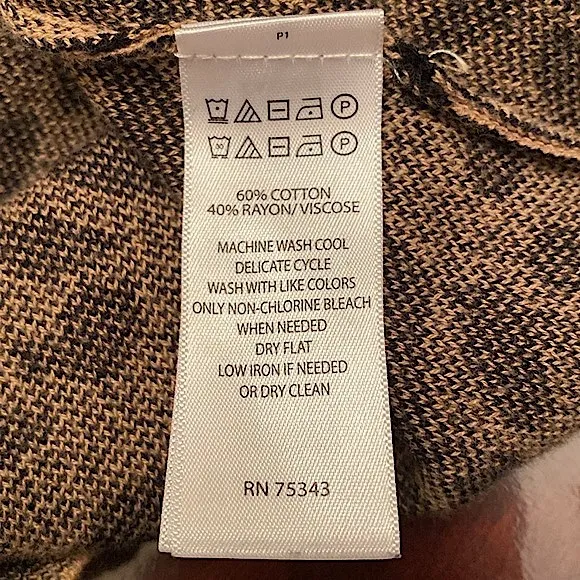 P1
P
P
60% COTTON
40% RAYON/ VISCOSE
MACHINE WASH COOL
DELICATE CYCLE
WASH WITH LIKE COLORS
ONLY NON-CHLORINE BLEACH
WHEN NEEDED
DRY FLAT
LOW IRON IF NEEDED
OR DRY CLEAN
RN 75343